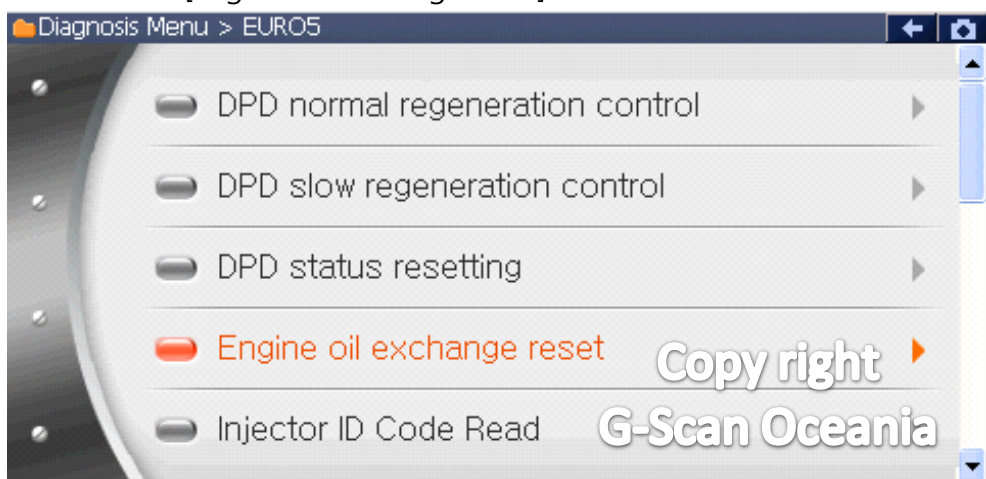 Diagnosis Menu > EURO5
DPD normal regeneration control
DPD slow regeneration control
DPD status resetting
Engine oil exchange reset
Copy right
Injector ID Code Read
G-Scan Oceania